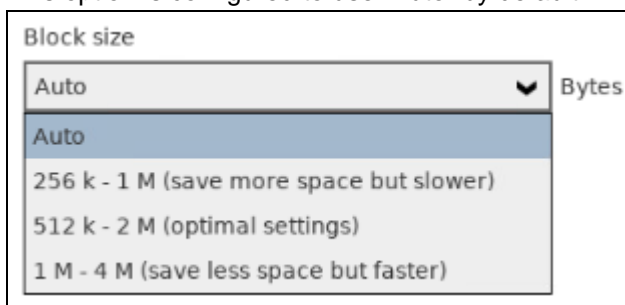 Block size
Auto
Bytes
Auto
256 k - 1 M (save more space but slower)
512 k - 2 M (optimal settings)
1 M - 4 M (save less space but faster)